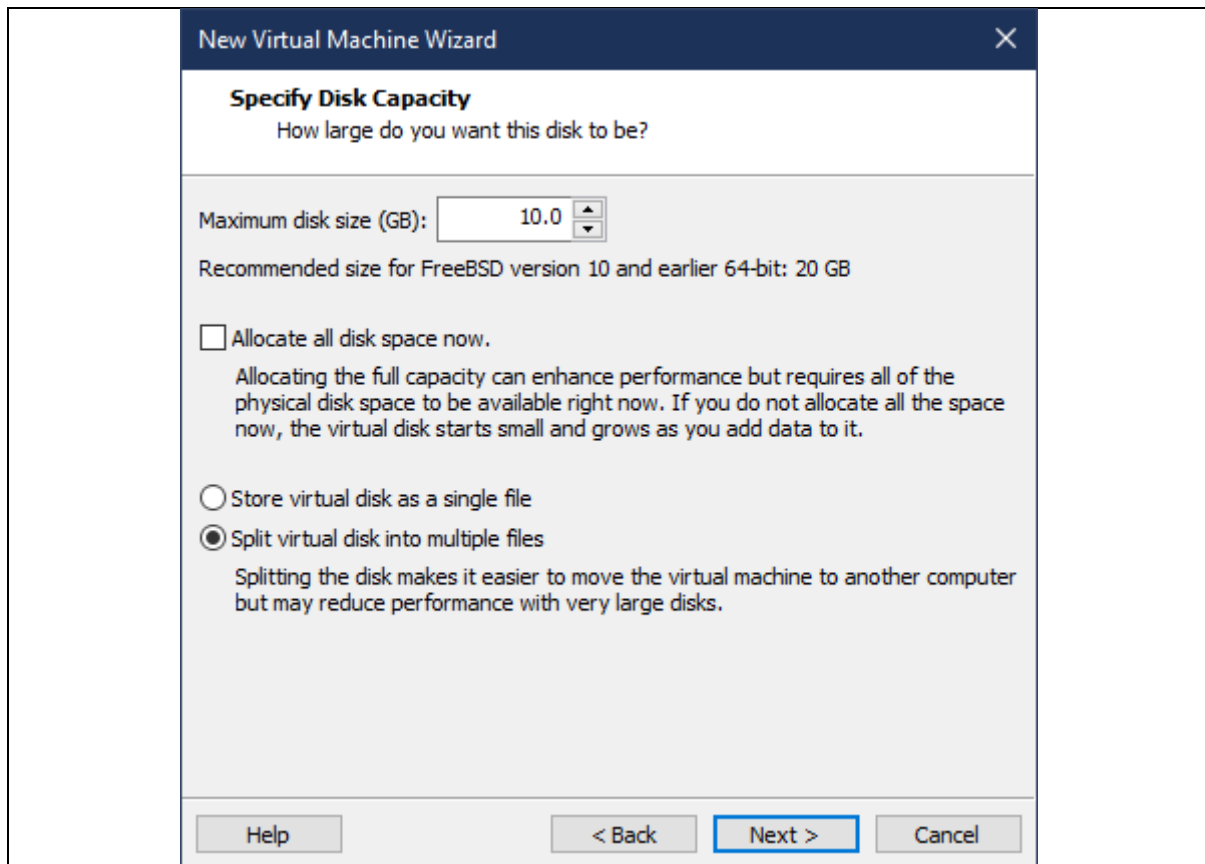 New Virtual Machine Wizard
Specify Disk Capacity
How large do you want this disk to be?
Maximum disk size (GB): 10.0
Recommended size for FreeBSD version 10 and earlier 64-bit: 20 GB
Allocate all disk space now.
Allocating the full capacity can enhance performance but requires all of the
physical disk space to be available right now. If you do not allocate all the space
now, the virtual disk starts small and grows as you add data to it.
Store virtual disk as a single file
Split virtual disk into multiple files
Splitting the disk makes it easier to move the virtual machine to another computer
but may reduce performance with very large disks.
Help < Back Next > Cancel